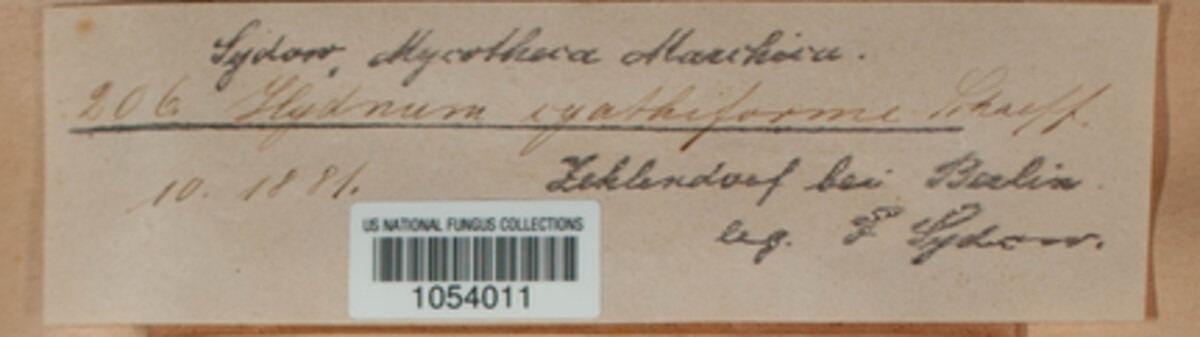 Sydow, Mycotheca Marchica.
206. Hydnum cyathiforme Schaeff.
10. 1881. Zehlendorf bei Berlin.
leg. P Sydow.
US NATIONAL FUNGUS COLLECTIONS
1054011